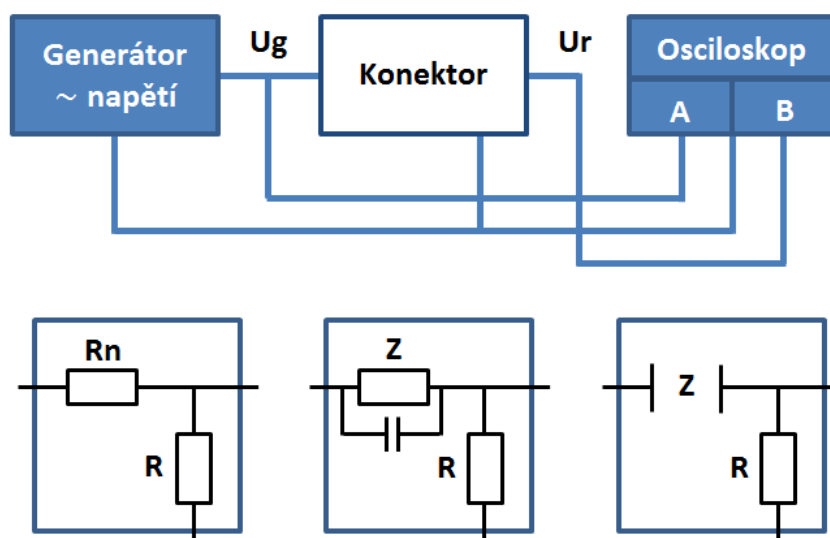 Generátor
~ napětí
Ug
Konektor
Ur
Osciloskop
A
B
Rn
R
Z
R
Z
R